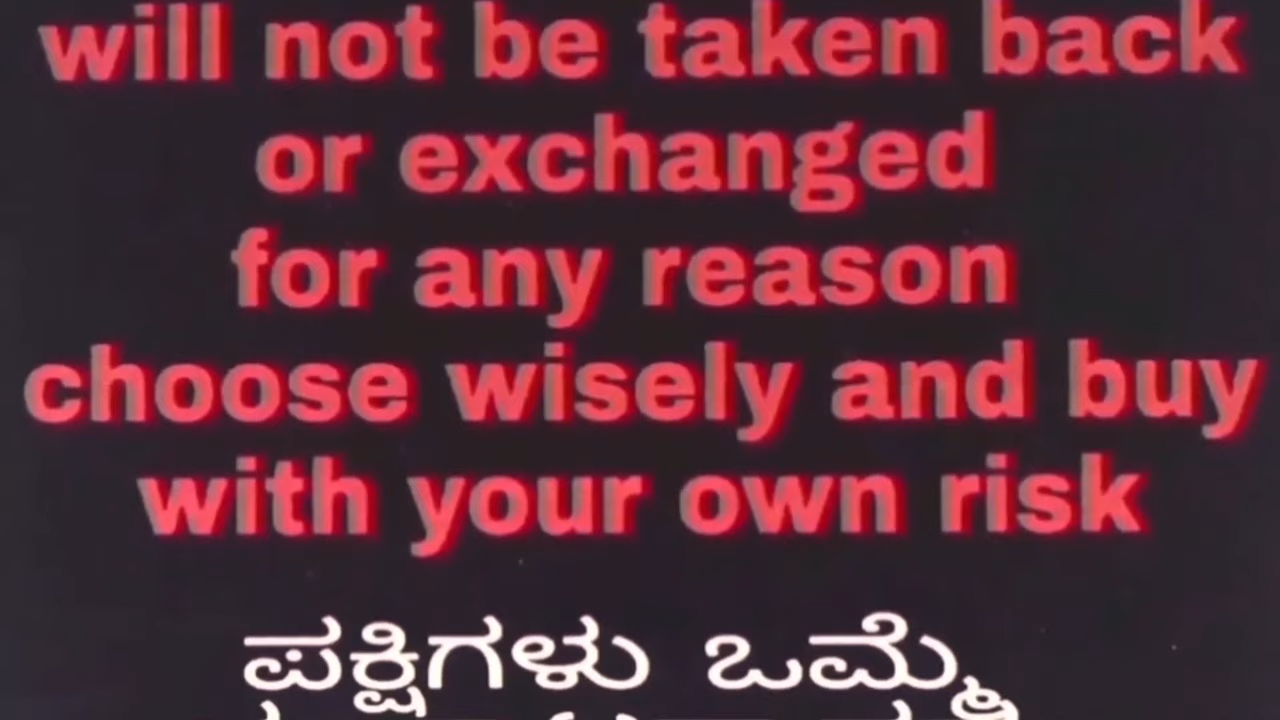 will not be taken back
or exchanged
for any reason
choose wisely and buy
with your own risk
ಪಕ್ಷಿಗಳು ಒಮ್ಮೆ